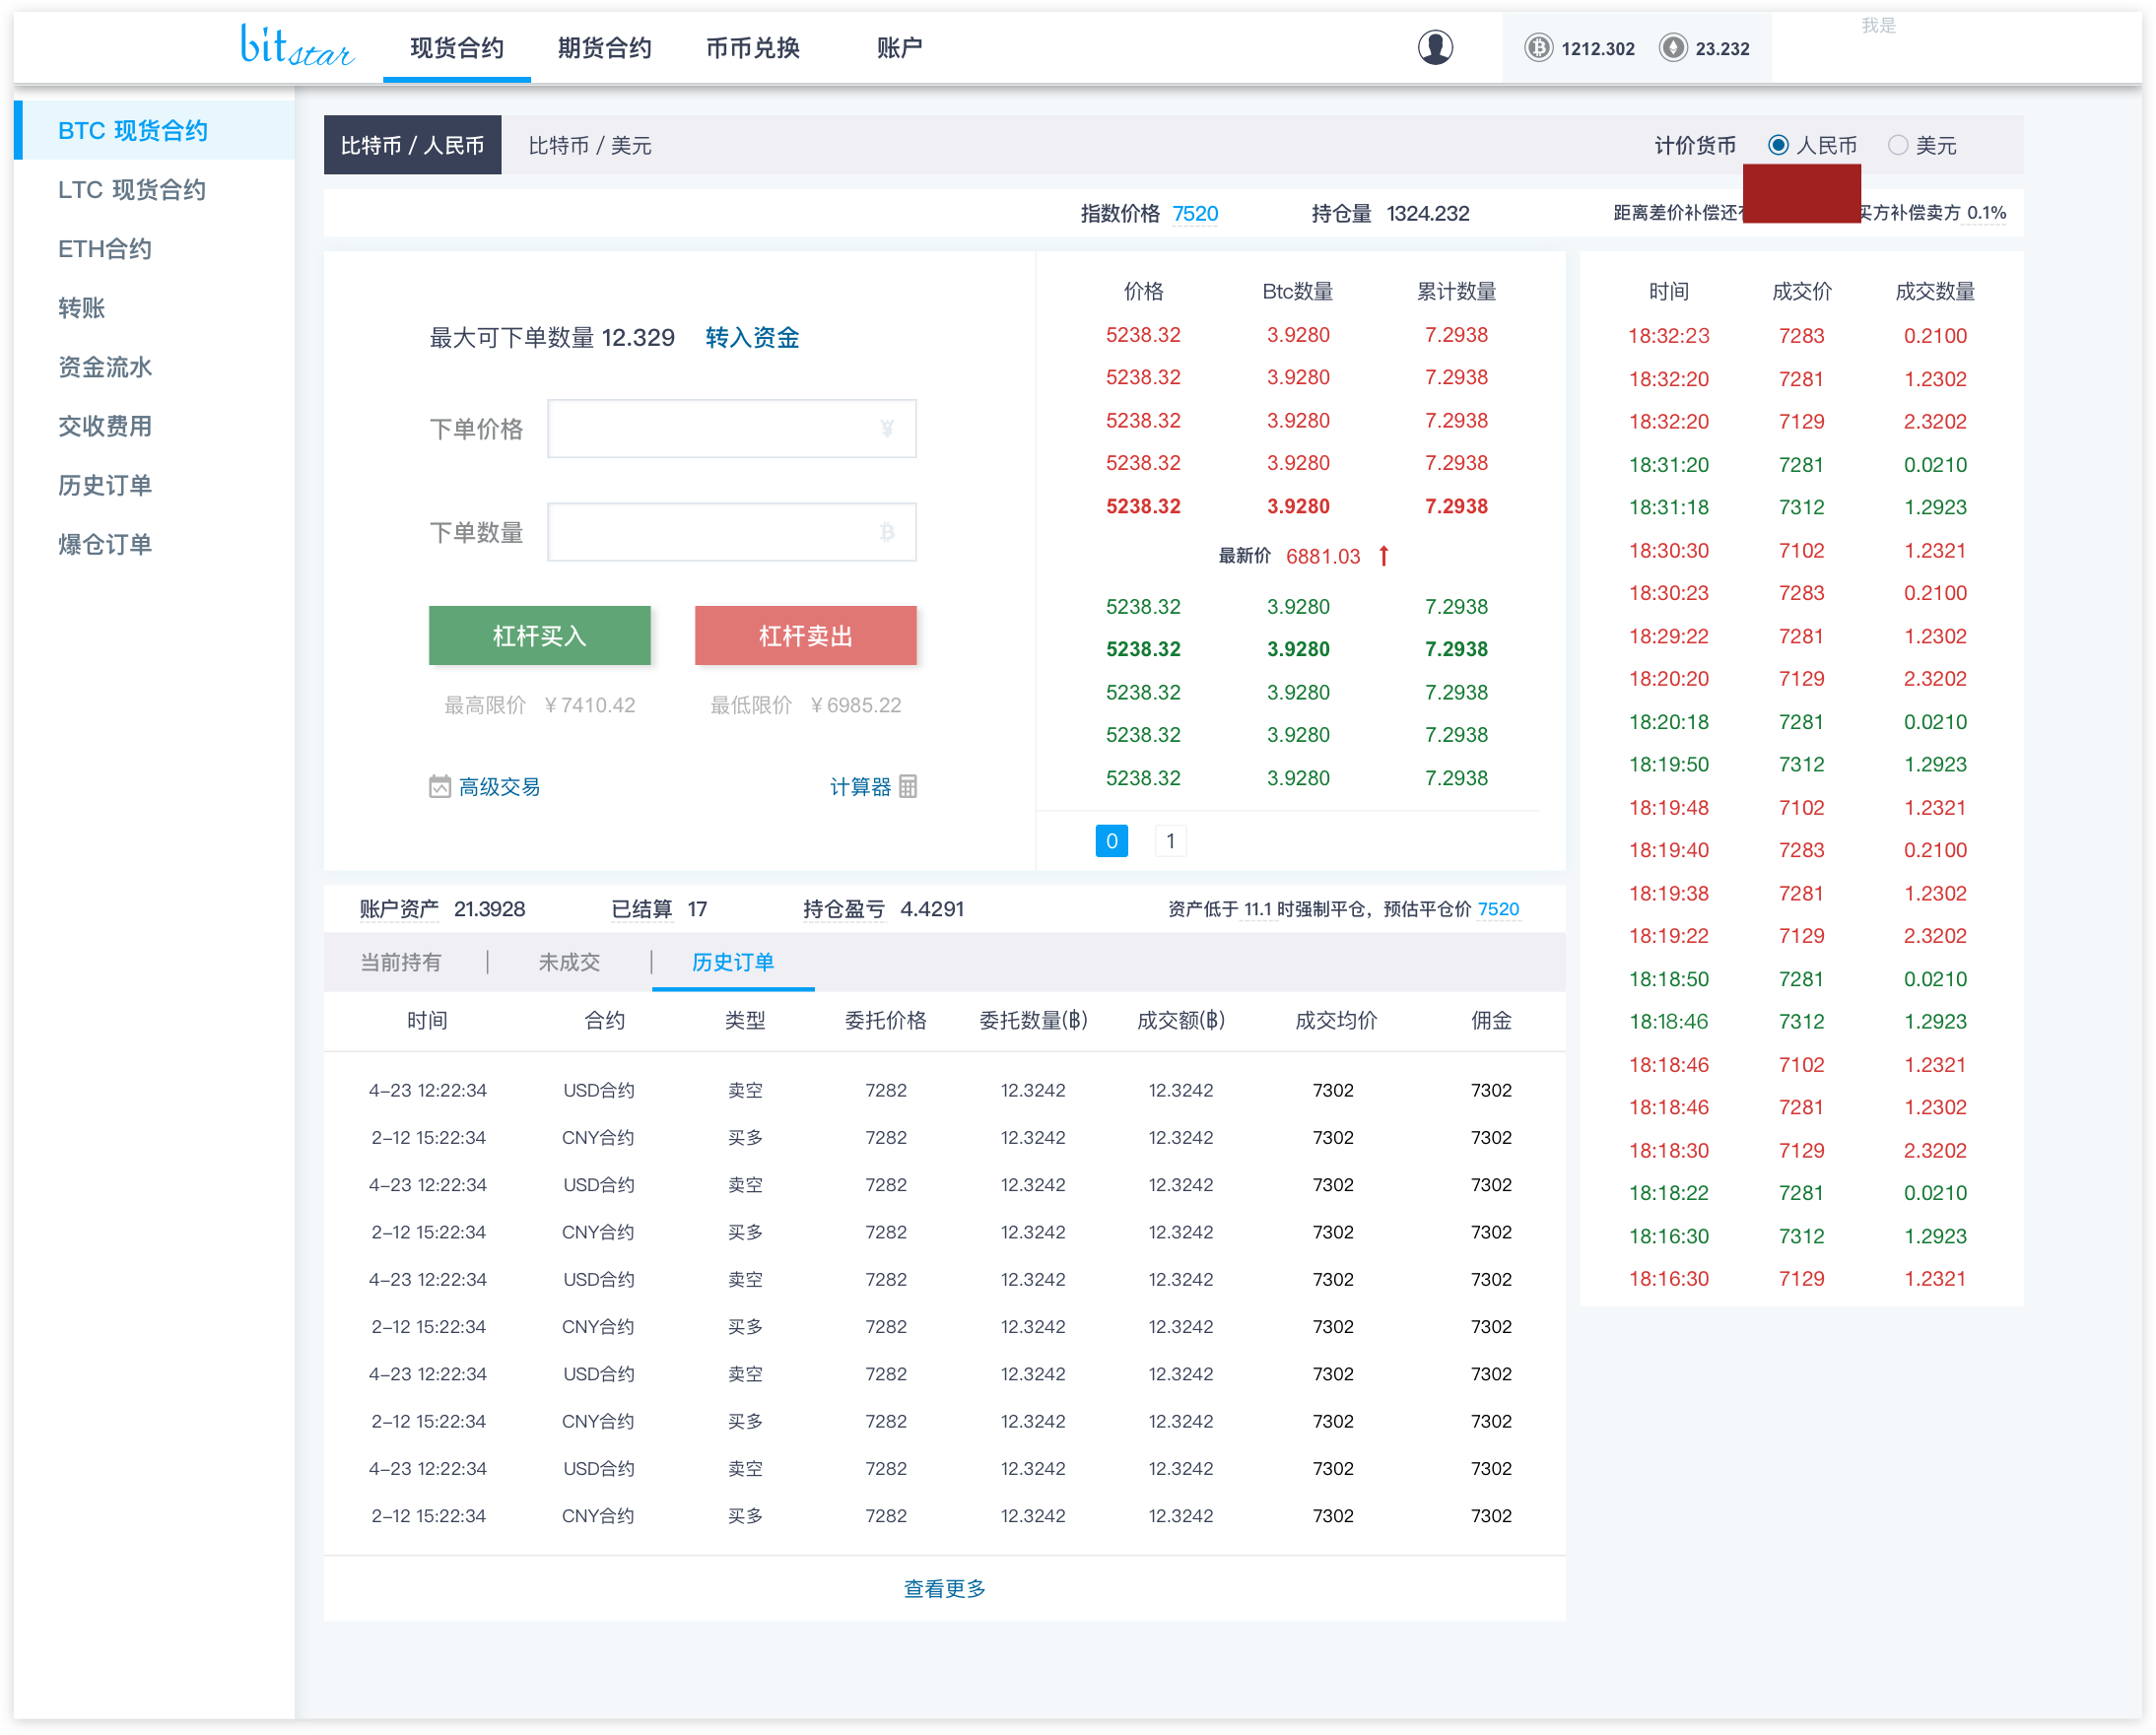 bitstar 现货合约 期货合约 币币兑换 账户 1212.302 23.232 我是
BTC 现货合约
LTC 现货合约
ETH合约
转账
资金流水
交收费用
历史订单
爆仓订单
比特币 / 人民币 比特币 / 美元 计价货币 人民币 美元
指数价格 7520 持仓量 1324.232 距离差价补偿还 买方补偿卖方 0.1%
最大可下单数量 12.329 转入资金
下单价格 ¥
下单数量 ₿
杠杆买入 杠杆卖出
最高限价 ¥7410.42 最低限价 ¥6985.22
高级交易 计算器
价格 Btc数量 累计数量
5238.32 3.9280 7.2938
5238.32 3.9280 7.2938
5238.32 3.9280 7.2938
5238.32 3.9280 7.2938
5238.32 3.9280 7.2938
最新价 6881.03
5238.32 3.9280 7.2938
5238.32 3.9280 7.2938
5238.32 3.9280 7.2938
5238.32 3.9280 7.2938
5238.32 3.9280 7.2938
0 1
时间 成交价 成交数量
18:32:23 7283 0.2100
18:32:20 7281 1.2302
18:32:20 7129 2.3202
18:31:20 7281 0.0210
18:31:18 7312 1.2923
18:30:30 7102 1.2321
18:30:23 7283 0.2100
18:29:22 7281 1.2302
18:20:20 7129 2.3202
18:20:18 7281 0.0210
18:19:50 7312 1.2923
18:19:48 7102 1.2321
18:19:40 7283 0.2100
18:19:38 7281 1.2302
18:19:22 7129 2.3202
18:18:50 7281 0.0210
18:18:46 7312 1.2923
18:18:46 7102 1.2321
18:18:46 7281 1.2302
18:18:30 7129 2.3202
18:18:22 7281 0.0210
18:16:30 7312 1.2923
18:16:30 7129 1.2321
账户资产 21.3928 已结算 17 持仓盈亏 4.4291 资产低于 11.1 时强制平仓，预估平仓价 7520
当前持有 未成交 历史订单
时间 合约 类型 委托价格 委托数量(฿) 成交额(฿) 成交均价 佣金
4-23 12:22:34 USD合约 卖空 7282 12.3242 12.3242 7302 7302
2-12 15:22:34 CNY合约 买多 7282 12.3242 12.3242 7302 7302
4-23 12:22:34 USD合约 卖空 7282 12.3242 12.3242 7302 7302
2-12 15:22:34 CNY合约 买多 7282 12.3242 12.3242 7302 7302
4-23 12:22:34 USD合约 卖空 7282 12.3242 12.3242 7302 7302
2-12 15:22:34 CNY合约 买多 7282 12.3242 12.3242 7302 7302
4-23 12:22:34 USD合约 卖空 7282 12.3242 12.3242 7302 7302
2-12 15:22:34 CNY合约 买多 7282 12.3242 12.3242 7302 7302
4-23 12:22:34 USD合约 卖空 7282 12.3242 12.3242 7302 7302
2-12 15:22:34 CNY合约 买多 7282 12.3242 12.3242 7302 7302
查看更多